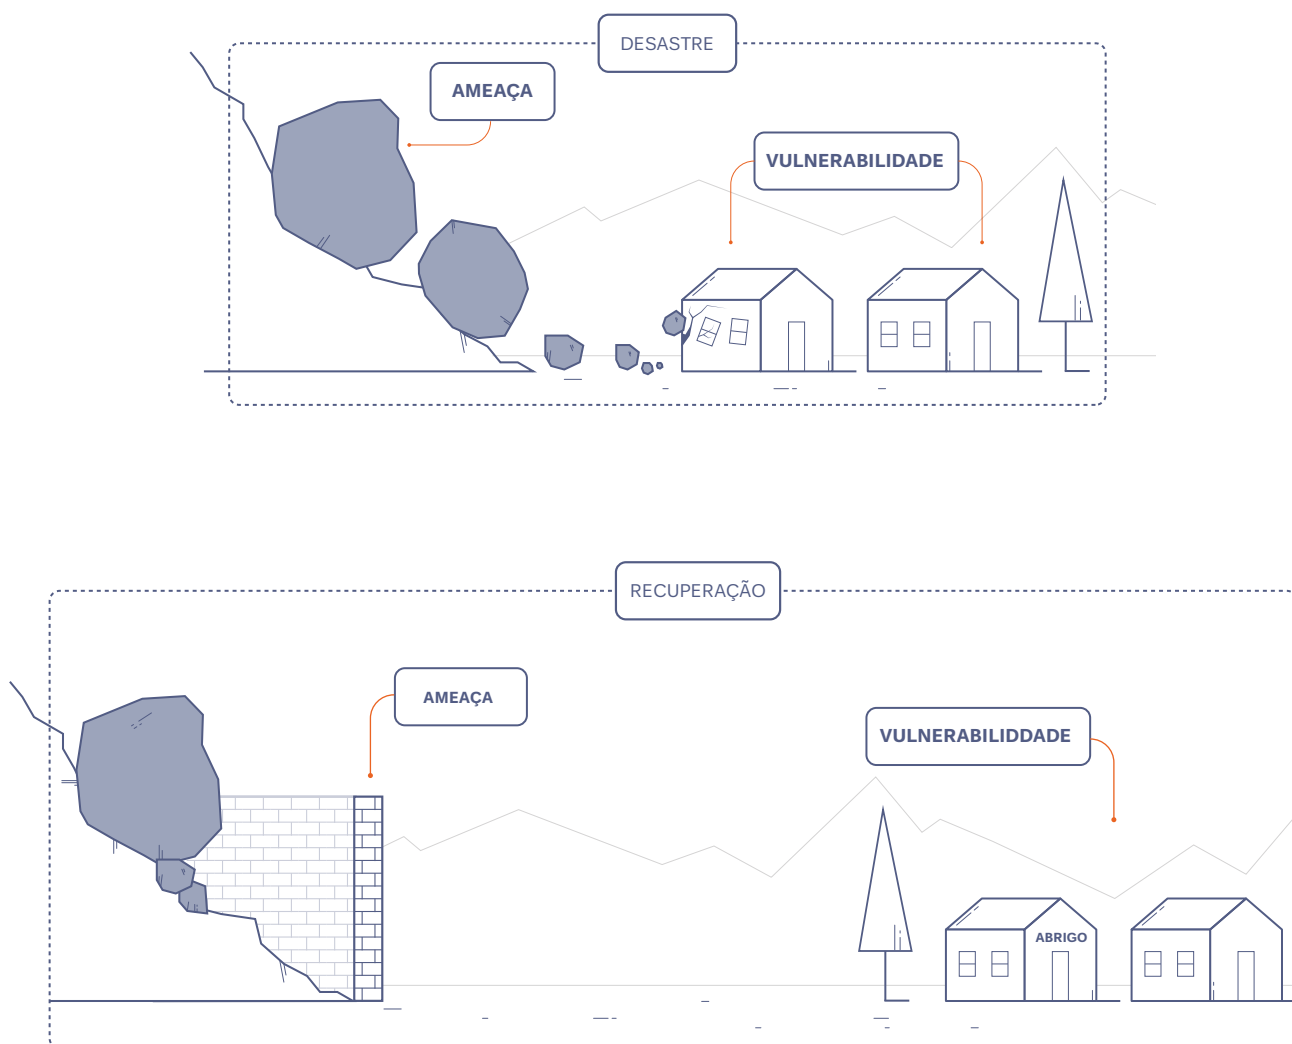 DESASTRE
AMEAÇA
VULNERABILIDADE
RECUPERAÇÃO
AMEAÇA
VULNERABILIDDADE
ABRIGO